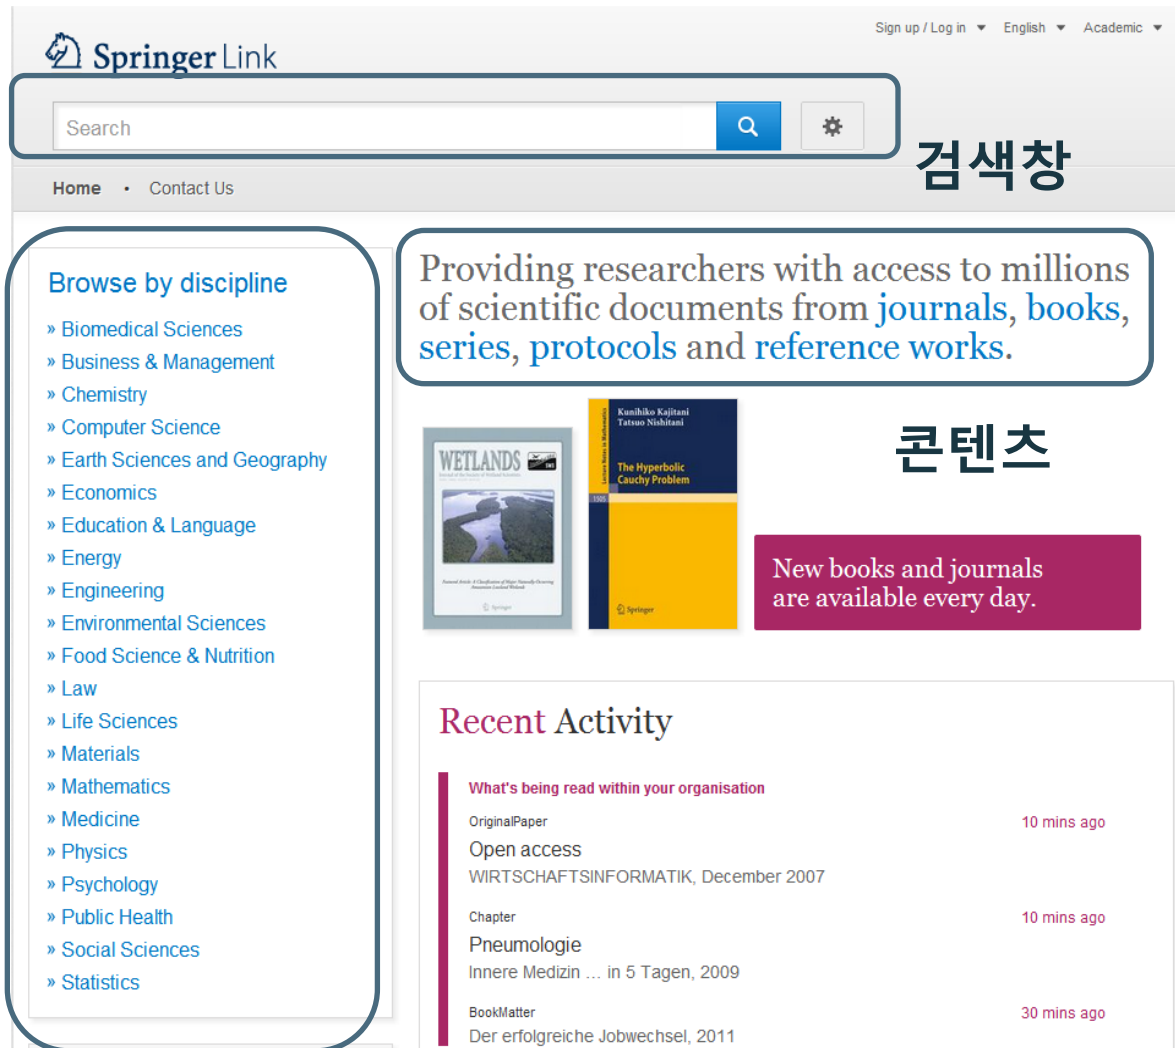 Sign up / Log in English Academic
Springer Link
Search
검색창
Home • Contact Us
Browse by discipline
» Biomedical Sciences
» Business & Management
» Chemistry
» Computer Science
» Earth Sciences and Geography
» Economics
» Education & Language
» Energy
» Engineering
» Environmental Sciences
» Food Science & Nutrition
» Law
» Life Sciences
» Materials
» Mathematics
» Medicine
» Physics
» Psychology
» Public Health
» Social Sciences
» Statistics
Providing researchers with access to millions
of scientific documents from journals, books,
series, protocols and reference works.
콘텐츠
WETLANDS
Springer
Lecture Notes in Mathematics
Kunihiko Kajitani
Tatsuo Nishitani
The Hyperbolic
Cauchy Problem
1505
Springer
New books and journals
are available every day.
Recent Activity
What's being read within your organisation
OriginalPaper 10 mins ago
Open access
WIRTSCHAFTSINFORMATIK, December 2007
Chapter 10 mins ago
Pneumologie
Innere Medizin … in 5 Tagen, 2009
BookMatter 30 mins ago
Der erfolgreiche Jobwechsel, 2011